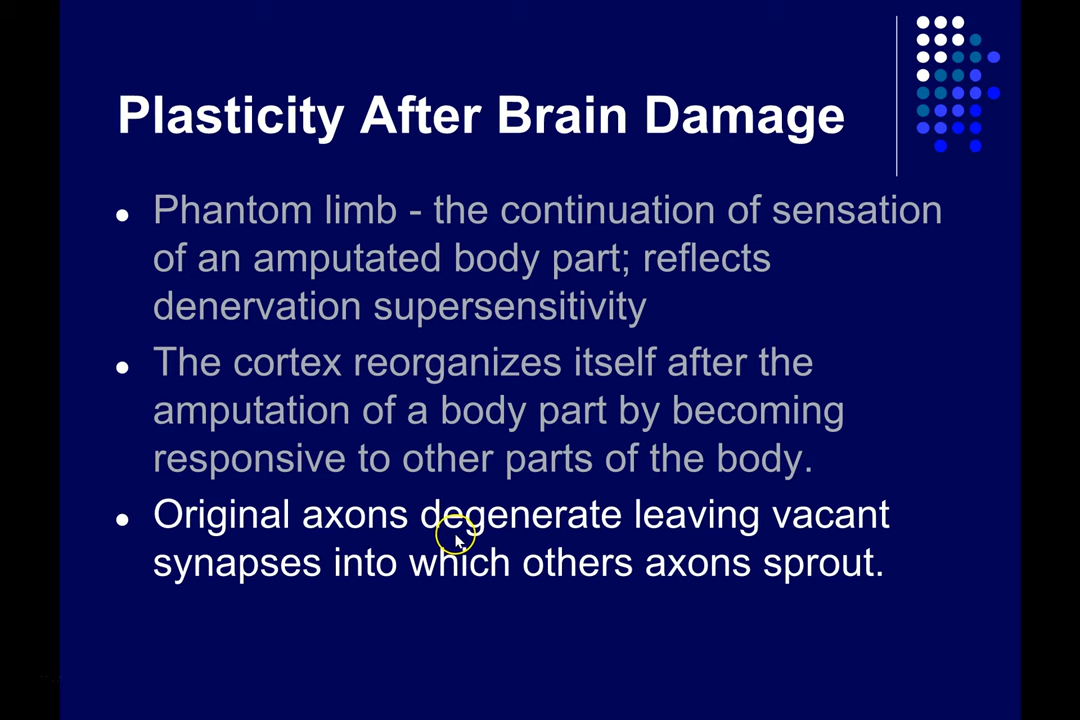 Plasticity After Brain Damage
● Phantom limb - the continuation of sensation
of an amputated body part; reflects
denervation supersensitivity
● The cortex reorganizes itself after the
amputation of a body part by becoming
responsive to other parts of the body.
● Original axons degenerate leaving vacant
synapses into which others axons sprout.